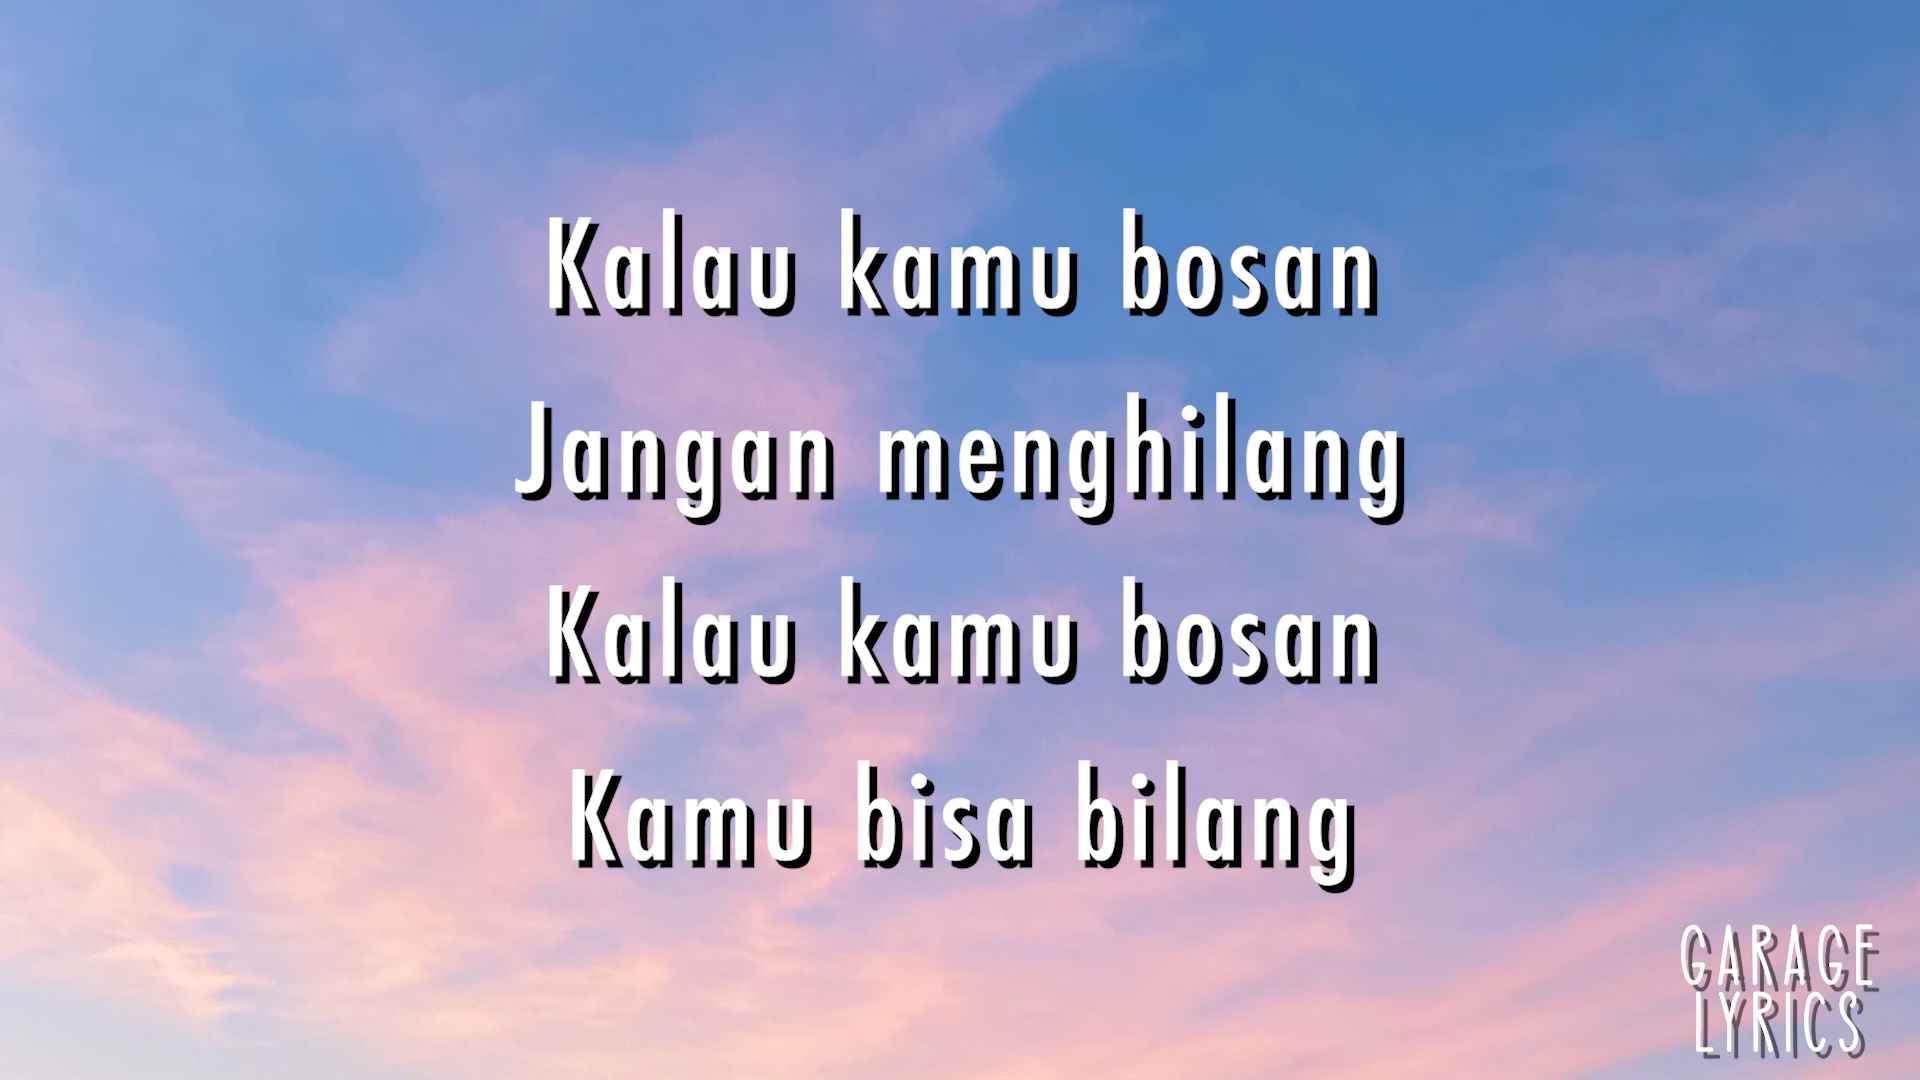 Kalau kamu bosan
Jangan menghilang
Kalau kamu bosan
Kamu bisa bilang
GARAGE
LYRICS